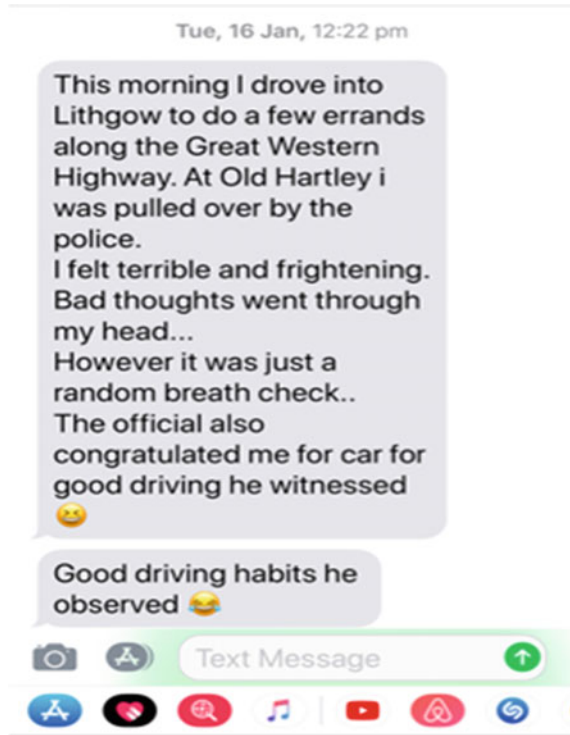 Tue, 16 Jan, 12:22 pm
This morning I drove into
Lithgow to do a few errands
along the Great Western
Highway. At Old Hartley i
was pulled over by the
police.
I felt terrible and frightening.
Bad thoughts went through
my head...
However it was just a
random breath check..
The official also
congratulated me for car for
good driving he witnessed
😆
Good driving habits he
observed 😂
Text Message